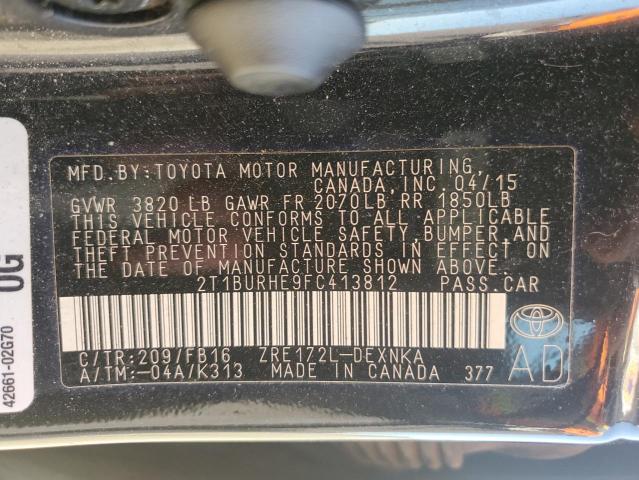 MFD. BY: TOYOTA MOTOR MANUFACTURING,
CANADA, INC. 04/15
GVWR 3820 LB GAWR FR 2070LB RR 1850LB
THIS VEHICLE CONFORMS TO ALL APPLICABLE
FEDERAL MOTOR VEHICLE SAFETY, BUMPER, AND
THEFT PREVENTION STANDARDS IN EFFECT ON
THE DATE OF MANUFACTURE SHOWN ABOVE.
2T1BURHE9FC413812 PASS. CAR
C/TR: 209/FB16 ZRE172L-DEXNKA
A/TM: -04A/K313 MADE IN CANADA 377
AD
42661-02G70